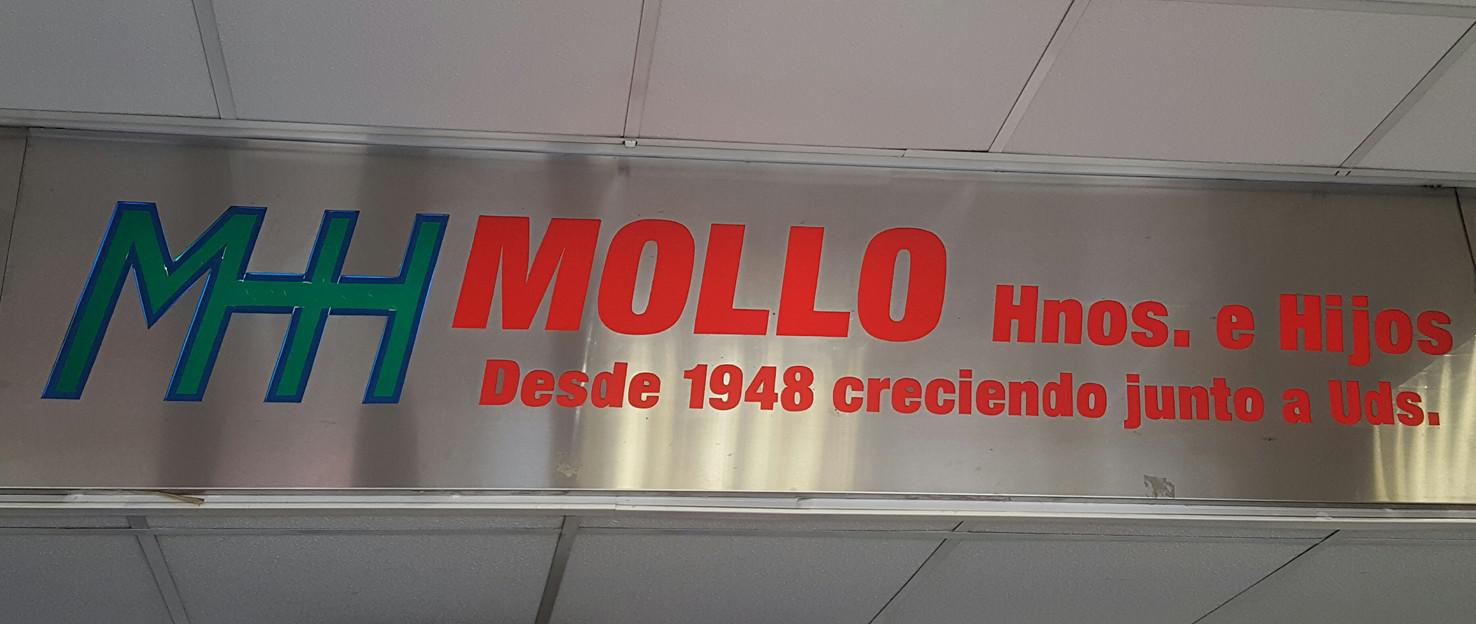 MHH MOLLO Hnos. e Hijos
Desde 1948 creciendo junto a Uds.